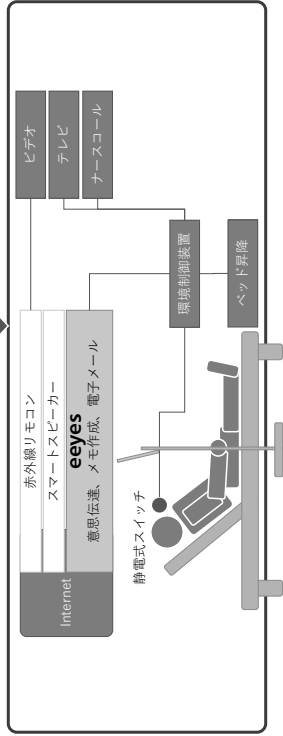 ビデオ
テレビ
ナースコール
環境制御装置
ベッド昇降
赤外線リモコン
スマートスピーカー
eeyes
意思伝達、メモ作成、電子メール
Internet
静電式スイッチ